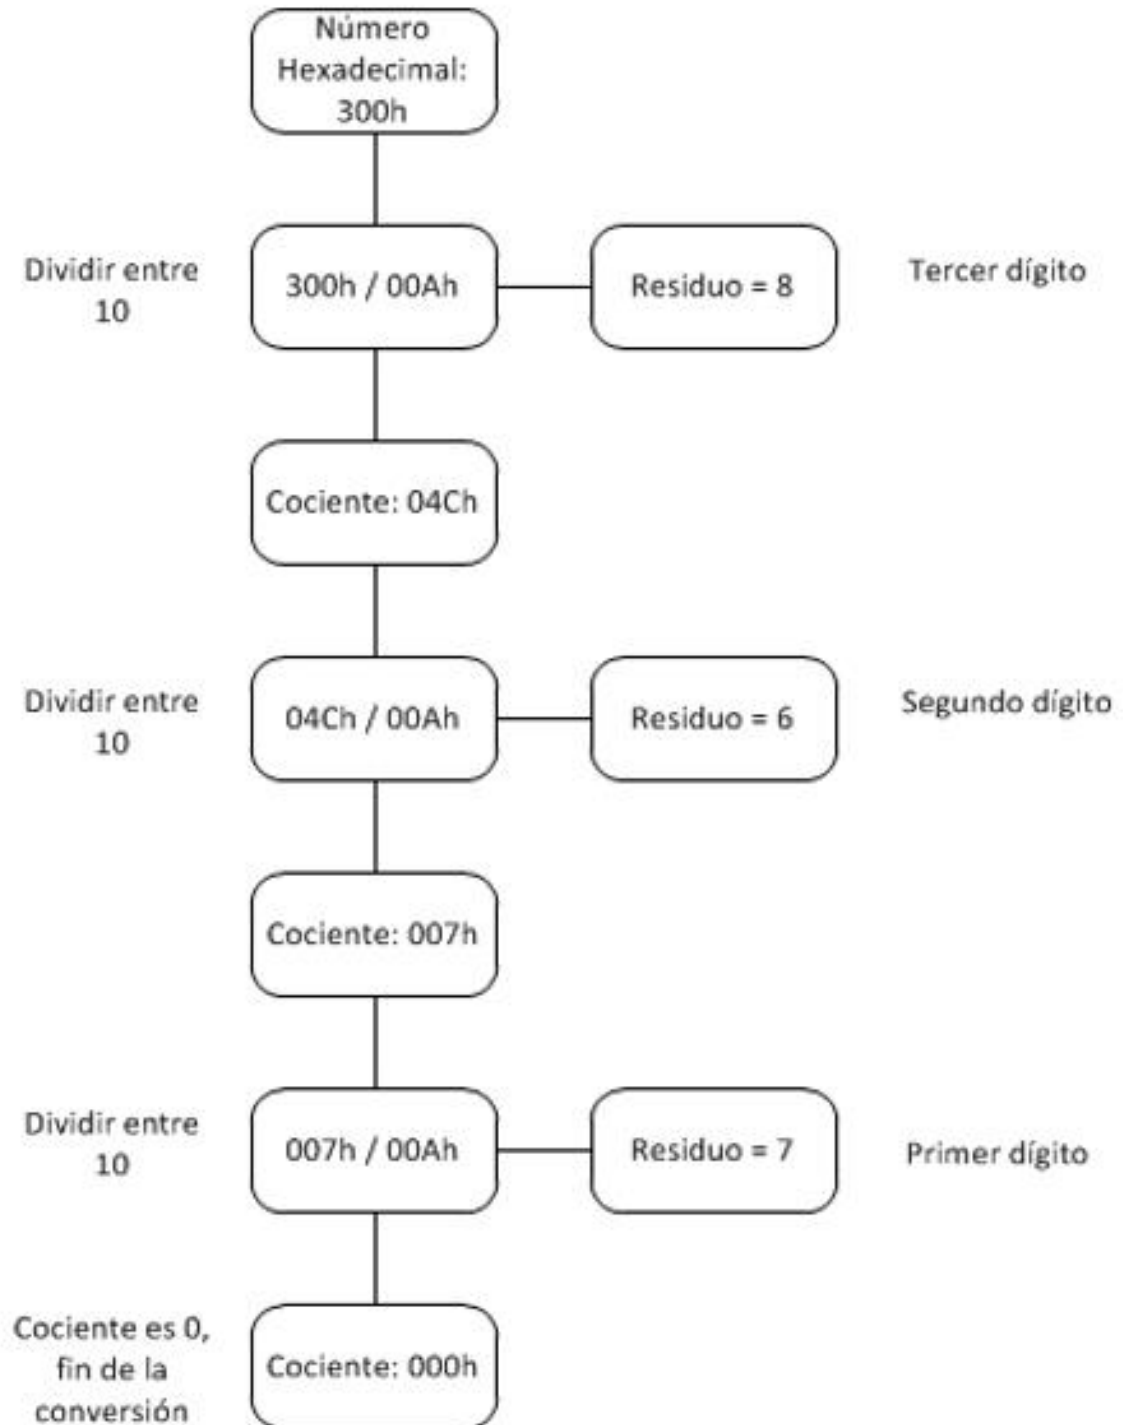 Número
Hexadecimal:
300h
Dividir entre
10
300h / 00Ah
Residuo = 8
Tercer dígito
Cociente: 04Ch
Dividir entre
10
04Ch / 00Ah
Residuo = 6
Segundo dígito
Cociente: 007h
Dividir entre
10
007h / 00Ah
Residuo = 7
Primer dígito
Cociente es 0,
fin de la
conversión
Cociente: 000h